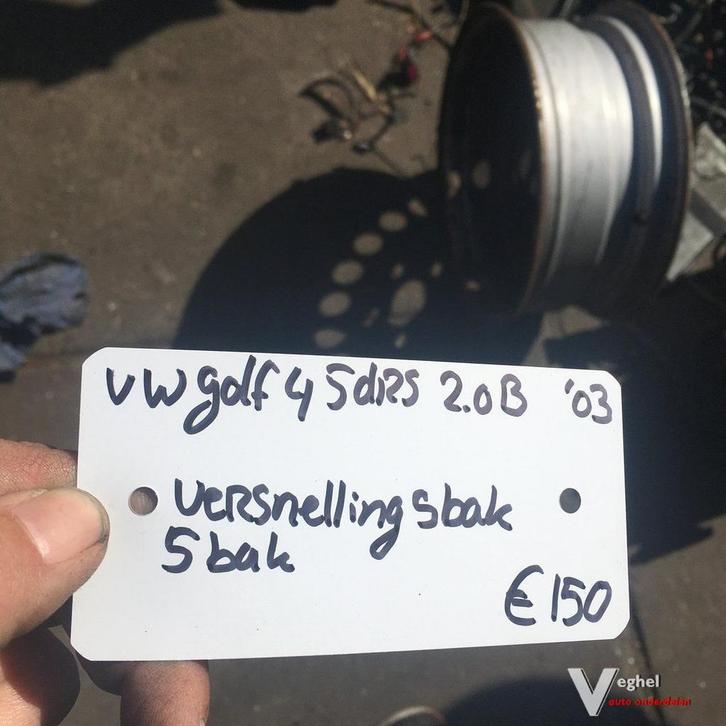 VW golf 4 5dRS 2.0B '03
VeRSnellingsbak
5bak
€150
Veghel
auto onderdelen